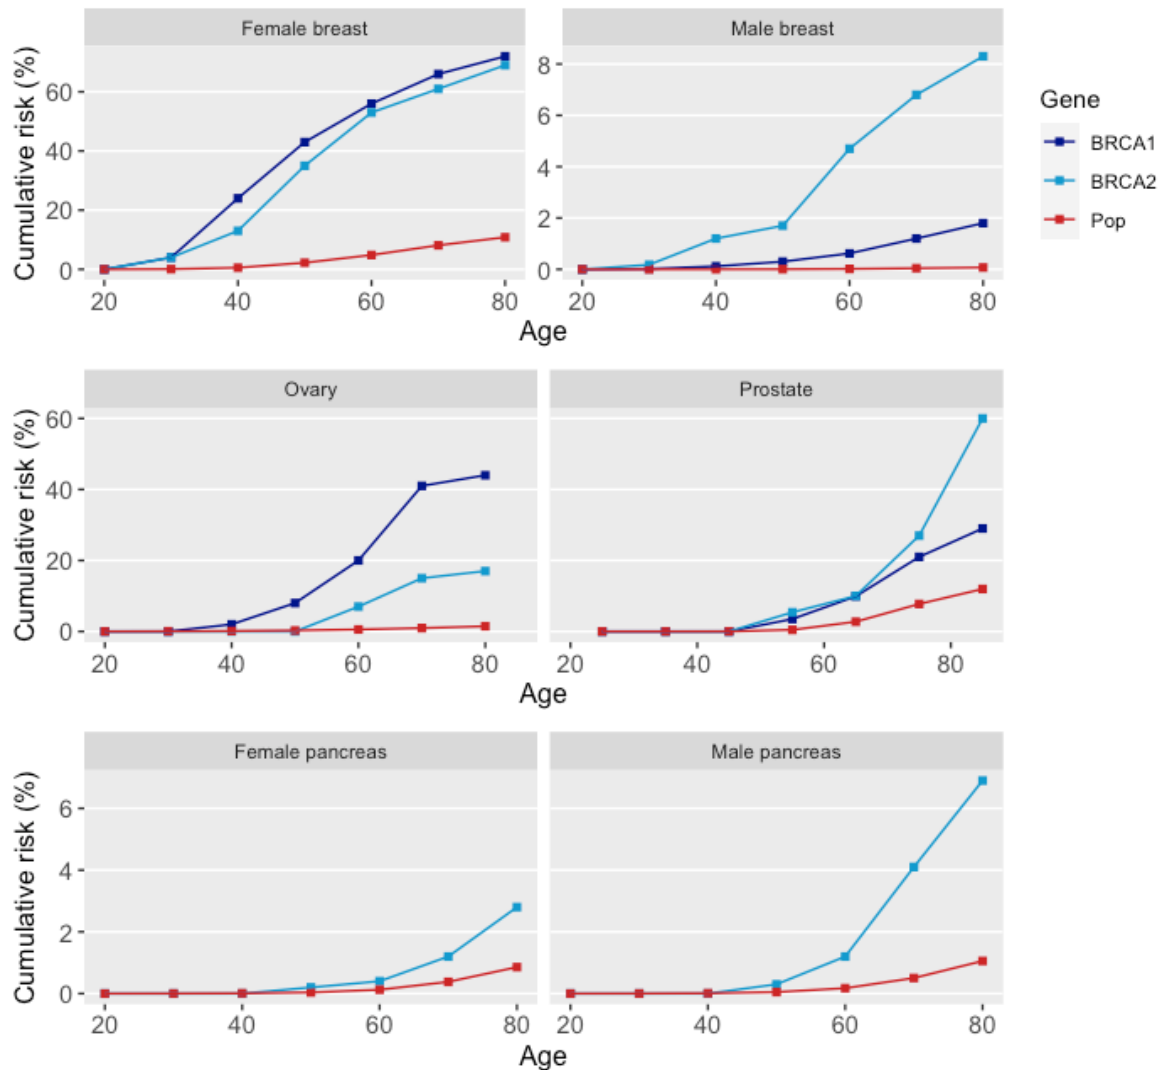 Female breast
Male breast
Cumulative risk (%)
60
40
20
0
20 40 60 80
8
6
4
2
0
20 40 60 80
Age
Gene
BRCA1
BRCA2
Pop
Ovary
Prostate
Cumulative risk (%)
60
40
20
0
20 40 60 80
20 40 60 80
Age
Female pancreas
Male pancreas
Cumulative risk (%)
6
4
2
0
20 40 60 80
20 40 60 80
Age